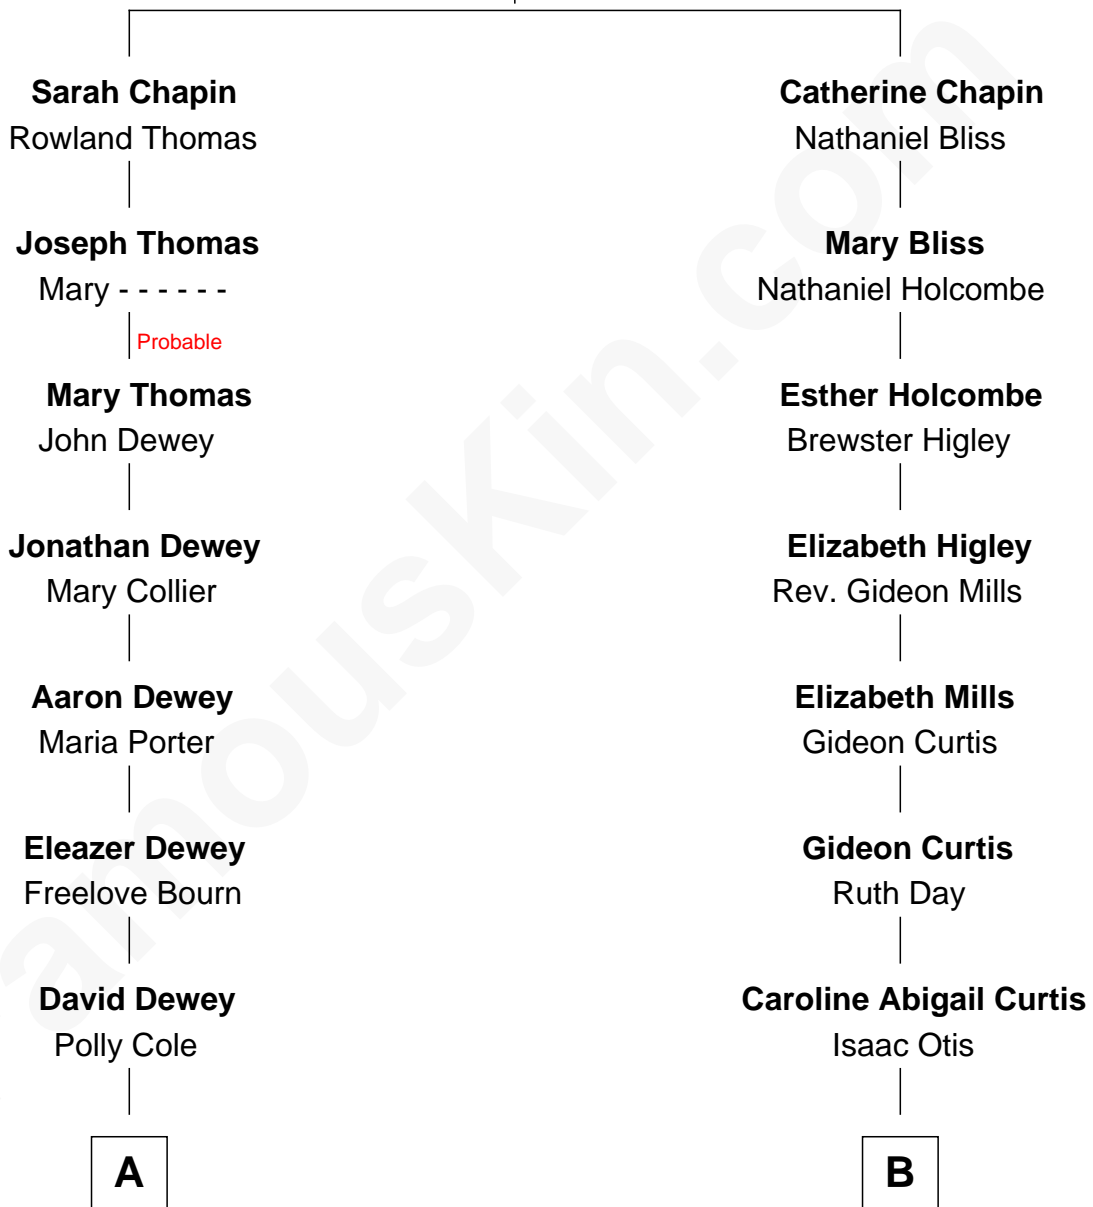 Sarah Chapin
Rowland Thomas
Joseph Thomas
Mary - - - - - -
Probable
Mary Thomas
John Dewey
Jonathan Dewey
Mary Collier
Aaron Dewey
Maria Porter
Eleazer Dewey
Freelove Bourn
David Dewey
Polly Cole
A
Catherine Chapin
Nathaniel Bliss
Mary Bliss
Nathaniel Holcombe
Esther Holcombe
Brewster Higley
Elizabeth Higley
Rev. Gideon Mills
Elizabeth Mills
Gideon Curtis
Gideon Curtis
Ruth Day
Caroline Abigail Curtis
Isaac Otis
B
amousKin.com